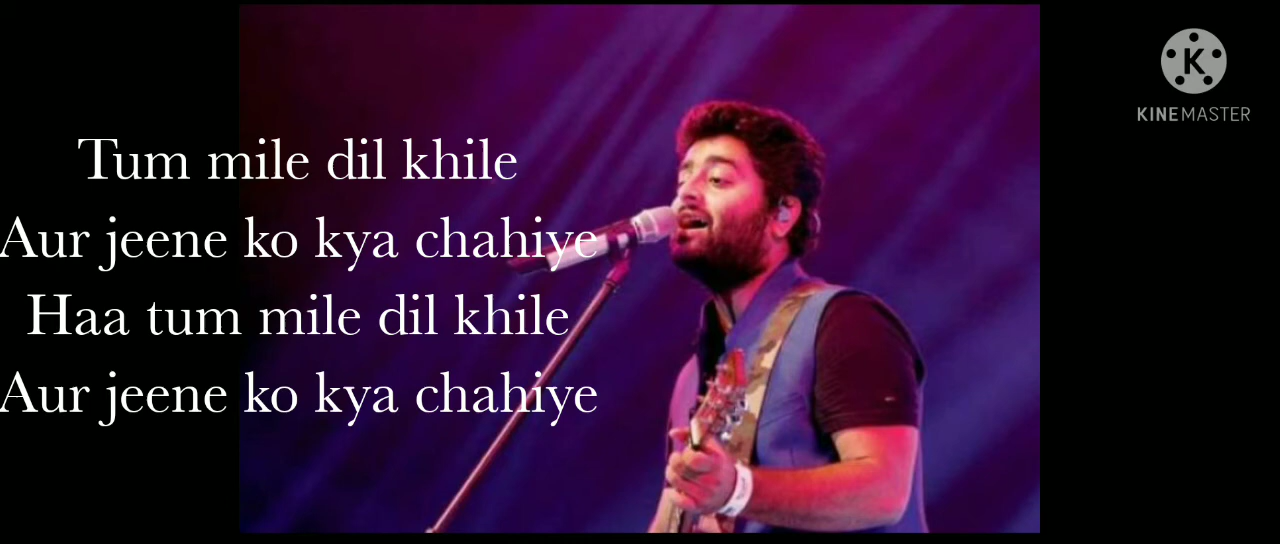 K
KINEMASTER
Tum mile dil khile
Aur jeene ko kya chahiye
Haa tum mile dil khile
Aur jeene ko kya chahiye